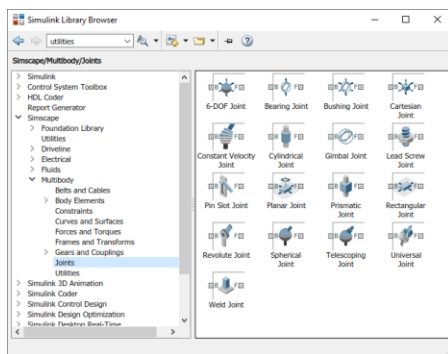 Simulink Library Browser
utilities
Simscape/Multibody/Joints
Simulink
Control System Toolbox
HDL Coder
Report Generator
Simscape
Foundation Library
Utilities
Driveline
Electrical
Fluids
Multibody
Belts and Cables
Body Elements
Constraints
Curves and Surfaces
Forces and Torques
Frames and Transforms
Gears and Couplings
Joints
Utilities
Simulink 3D Animation
Simulink Coder
Simulink Control Design
Simulink Design Optimization
Simulink Desktop Real-Time
B F B F B F B F
6-DOF Joint Bearing Joint Bushing Joint Cartesian
Joint
B F B F B F B F
Constant Velocity Cylindrical Gimbal Joint Lead Screw
Joint Joint Joint
B F B F B F B F
Pin Slot Joint Planar Joint Prismatic Rectangular
Joint Joint
B F B F B F B F
Revolute Joint Spherical Telescoping Universal
Joint Joint Joint
B F
Weld Joint